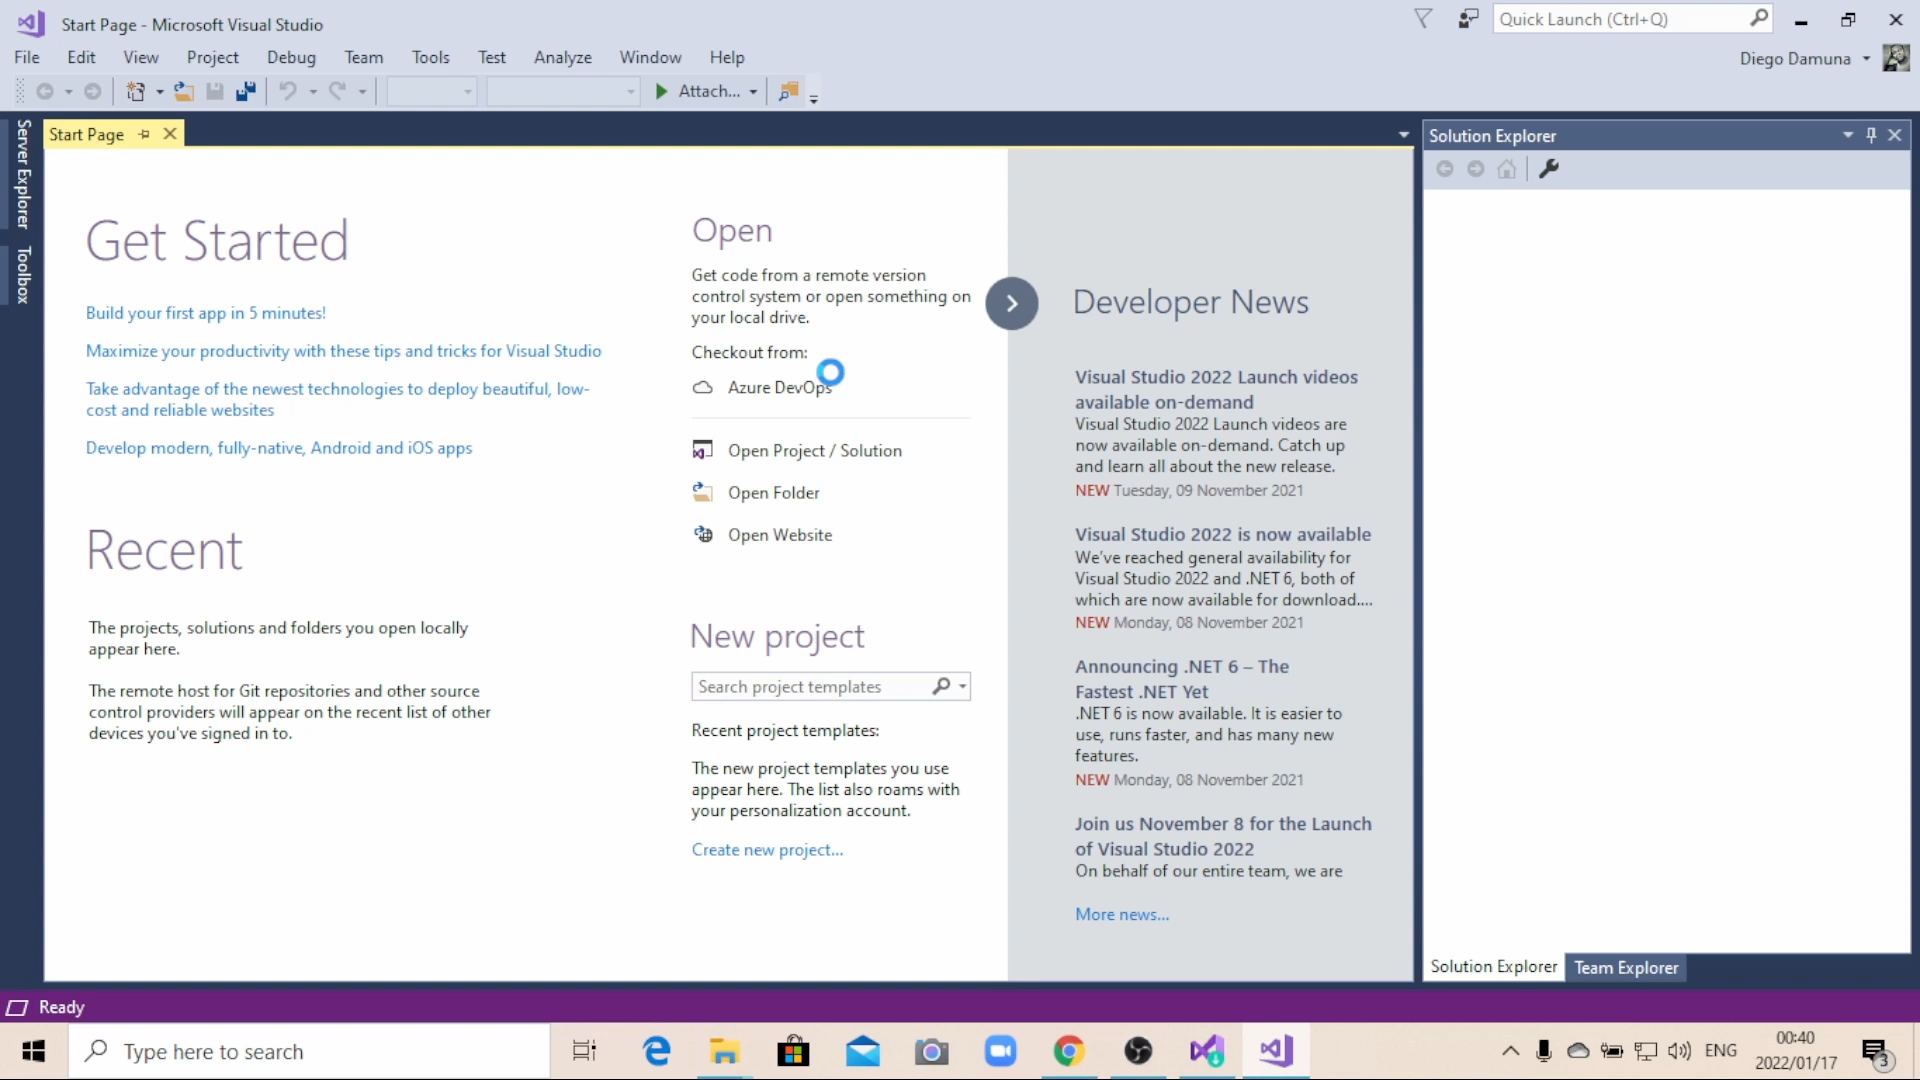 Start Page - Microsoft Visual Studio
Quick Launch (Ctrl+Q)
File Edit View Project Debug Team Tools Test Analyze Window Help
Diego Damuna
Attach...
Server Explorer
Toolbox
Start Page
Get Started
Build your first app in 5 minutes!
Maximize your productivity with these tips and tricks for Visual Studio
Take advantage of the newest technologies to deploy beautiful, low-
cost and reliable websites
Develop modern, fully-native, Android and iOS apps
Recent
The projects, solutions and folders you open locally
appear here.
The remote host for Git repositories and other source
control providers will appear on the recent list of other
devices you've signed in to.
Open
Get code from a remote version
control system or open something on
your local drive.
Checkout from:
Azure DevOps
Open Project / Solution
Open Folder
Open Website
New project
Search project templates
Recent project templates:
The new project templates you use
appear here. The list also roams with
your personalization account.
Create new project...
Developer News
Visual Studio 2022 Launch videos
available on-demand
Visual Studio 2022 Launch videos are
now available on-demand. Catch up
and learn all about the new release.
NEW Tuesday, 09 November 2021
Visual Studio 2022 is now available
We've reached general availability for
Visual Studio 2022 and .NET 6, both of
which are now available for download....
NEW Monday, 08 November 2021
Announcing .NET 6 – The
Fastest .NET Yet
.NET 6 is now available. It is easier to
use, runs faster, and has many new
features.
NEW Monday, 08 November 2021
Join us November 8 for the Launch
of Visual Studio 2022
On behalf of our entire team, we are
More news...
Solution Explorer
Solution Explorer Team Explorer
Ready
Type here to search
ENG
00:40
2022/01/17
3